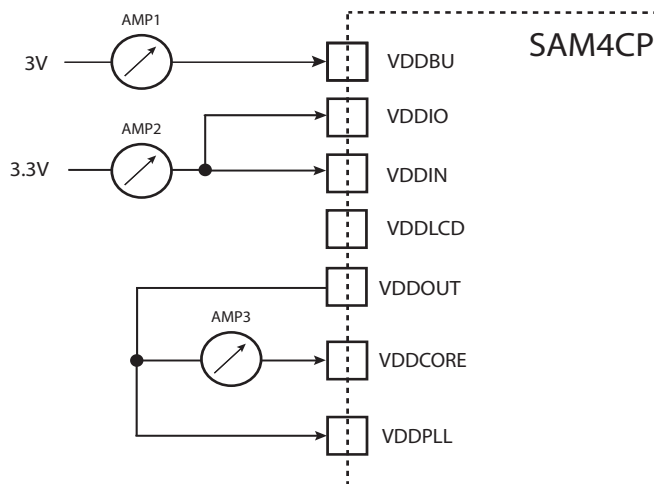 AMP1
SAM4CP
3V
VDDBU
VDDIO
AMP2
3.3V
VDDIN
VDDLCD
VDDOUT
AMP3
VDDCORE
VDDPLL